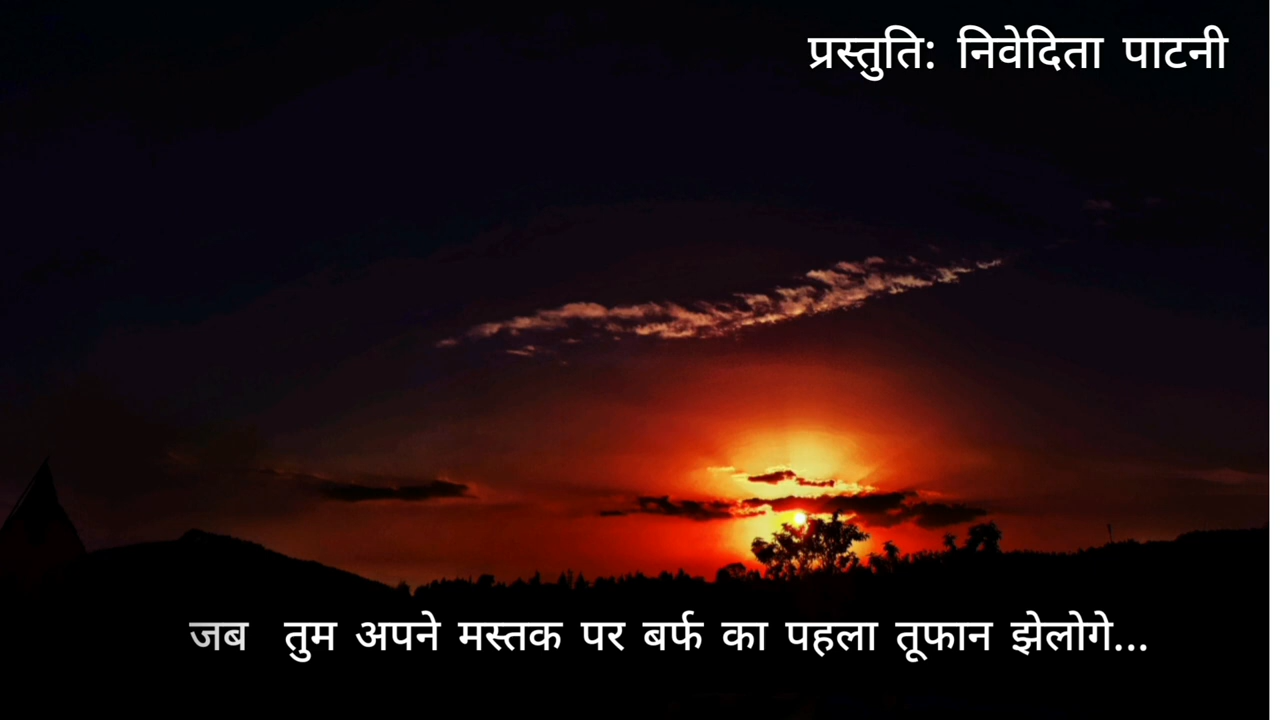 प्रस्तुति: निवेदिता पाटनी
जब तुम अपने मस्तक पर बर्फ का पहला तूफान झेलोगे...